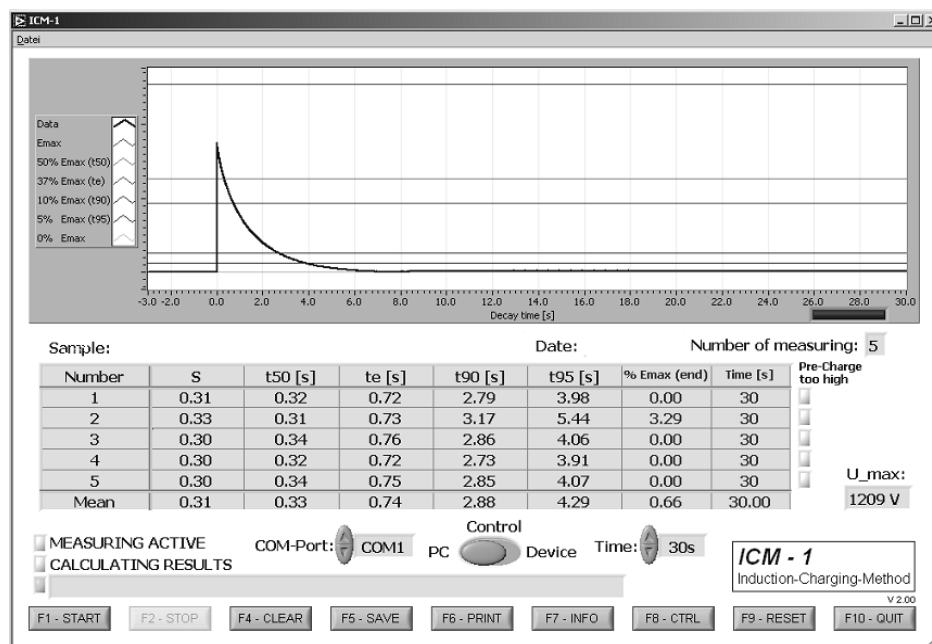 ICM-1
Datei
Data
Emax
50% Emax (t50)
37% Emax (te)
10% Emax (t90)
5% Emax (t95)
0% Emax
-3.0 -2.0 0.0 2.0 4.0 6.0 8.0 10.0 12.0 14.0 16.0 18.0 20.0 22.0 24.0 26.0 28.0 30.0
Decay time [s]
Sample: Date: Number of measuring: 5
Number S t50 [s] te [s] t90 [s] t95 [s] % Emax (end) Time [s]
Pre-Charge
too high
1 0.31 0.32 0.72 2.79 3.98 0.00 30
2 0.33 0.31 0.73 3.17 5.44 3.29 30
3 0.30 0.34 0.76 2.86 4.06 0.00 30
4 0.30 0.32 0.72 2.73 3.91 0.00 30
5 0.30 0.34 0.75 2.85 4.07 0.00 30
Mean 0.31 0.33 0.74 2.88 4.29 0.66 30.00
U_max:
1209 V
MEASURING ACTIVE
CALCULATING RESULTS
COM-Port: COM1
Control
PC Device
Time: 30s
ICM - 1
Induction-Charging-Method
V 2.00
F1 - START F2 - STOP F4 - CLEAR F5 - SAVE F6 - PRINT F7 - INFO F8 - CTRL F9 - RESET F10 - QUIT